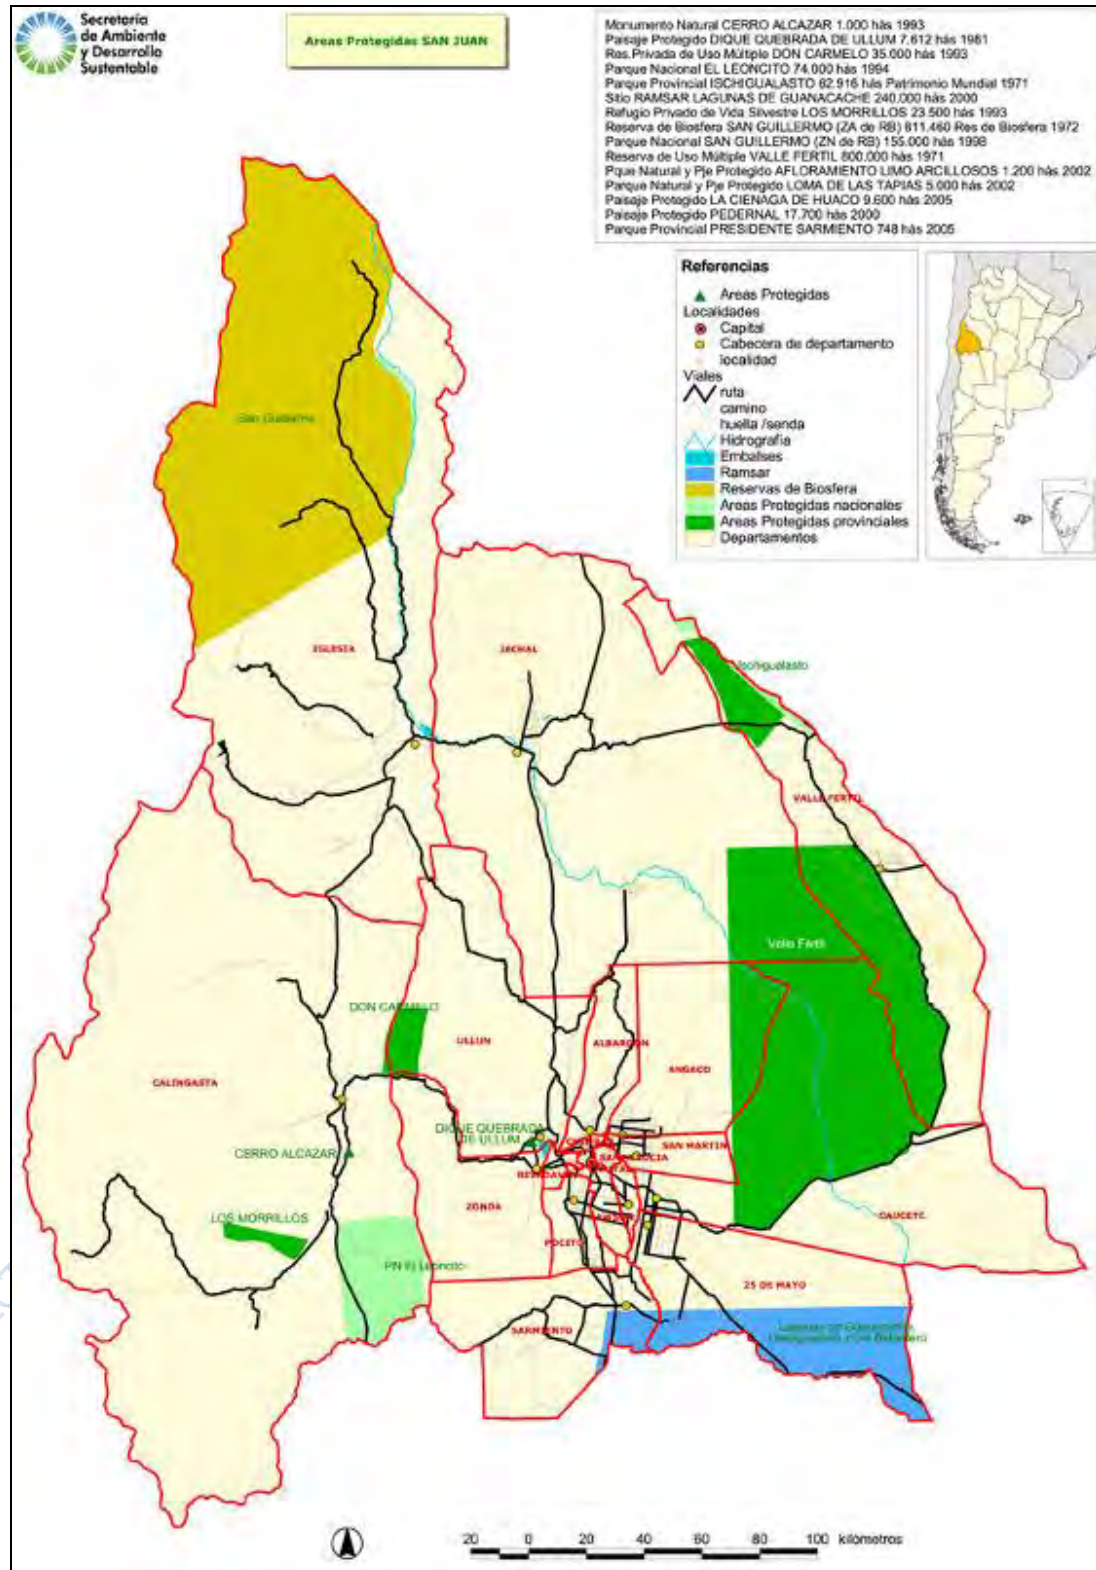 Secretaría
de Ambiente
y Desarrollo
Sustentable
Areas Protegidas SAN JUAN
Monumento Natural CERRO ALCAZAR 1.000 hás 1993
Paisaje Protegido DIQUE QUEBRADA DE ULLUM 7.612 hás 1981
Res.Privada de Uso Múltiple DON CARMELO 35.000 hás 1993
Parque Nacional EL LEONCITO 74.000 hás 1994
Parque Provincial ISCHIGUALASTO 62.916 hás Patrimonio Mundial 1971
Sitio RAMSAR LAGUNAS DE GUANACACHE 240.000 hás 2000
Refugio Privado de Vida Silvestre LOS MORRILLOS 23.500 hás 1993
Reserva de Biosfera SAN GUILLERMO (ZA de RB) 811.460 Res de Biosfera 1972
Parque Nacional SAN GUILLERMO (ZN de RB) 155.000 hás 1998
Reserva de Uso Múltiple VALLE FERTIL 800.000 hás 1971
Pque Natural y Pje Protegido AFLORAMIENTO LIMO ARCILLOSOS 1.200 hás 2002
Parque Natural y Pje Protegido LOMA DE LAS TAPIAS 5.000 hás 2002
Paisaje Protegido LA CIENAGA DE HUACO 9.600 hás 2005
Paisaje Protegido PEDERNAL 17.700 hás 2000
Parque Provincial PRESIDENTE SARMIENTO 748 hás 2005
Referencias
Areas Protegidas
Localidades
Capital
Cabecera de departamento
localidad
Viales
ruta
camino
huella /senda
Hidrografia
Embalses
Ramsar
Reservas de Biosfera
Areas Protegidas nacionales
Areas Protegidas provinciales
Departamentos
San Guillermo
IGLESIA
JACHAL
Ischigualasto
VALLE FERTIL
Valle Fertil
DON CARMELO
ULLUN
ALBARDON
ANGACO
CALINGASTA
DIQUE QUEBRADA
DE ULLUM
SAN MARTIN
CERRO ALCAZAR
ZONDA
LOS MORRILLOS
POCITO
CAUCETE
PN El Leoncito
25 DE MAYO
SARMIENTO
20 0 20 40 60 80 100 kilómetros